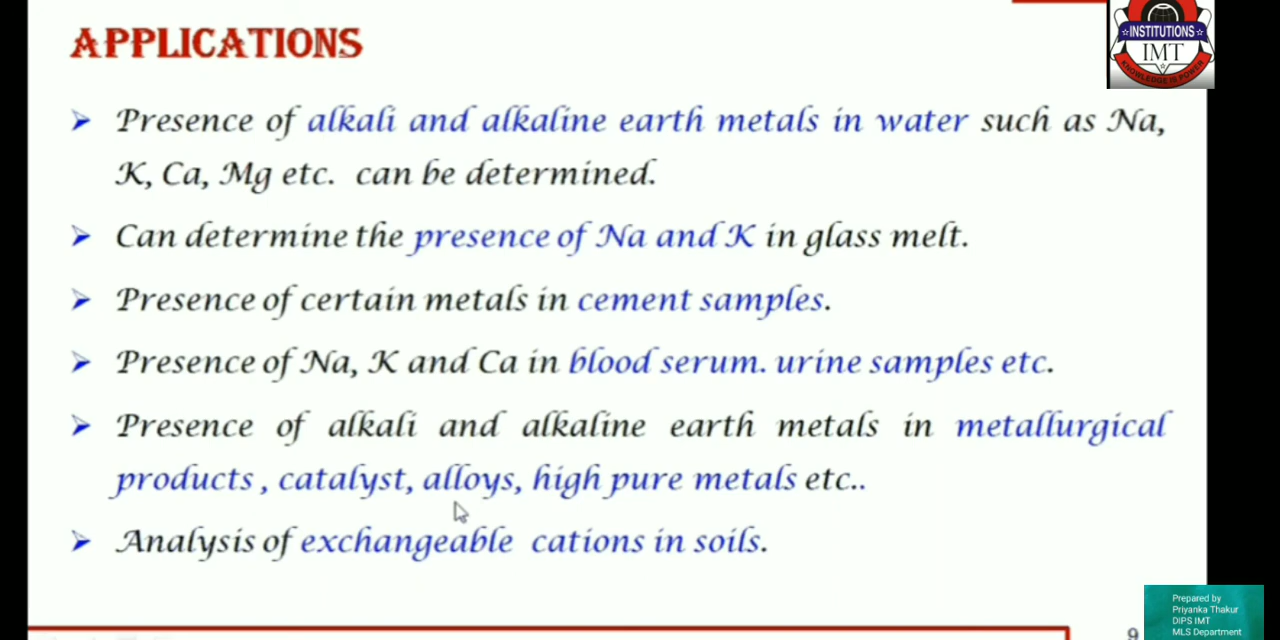 APPLICATIONS
INSTITUTIONS
IMT
KNOWLEDGE IS POWER
Presence of alkali and alkaline earth metals in water such as Na,
K, Ca, Mg etc. can be determined.
Can determine the presence of Na and K in glass melt.
Presence of certain metals in cement samples.
Presence of Na, K and Ca in blood serum. urine samples etc.
Presence of alkali and alkaline earth metals in metallurgical
products , catalyst, alloys, high pure metals etc..
Analysis of exchangeable cations in soils.
9
Prepared by
Priyanka Thakur
DIPS IMT
MLS Department